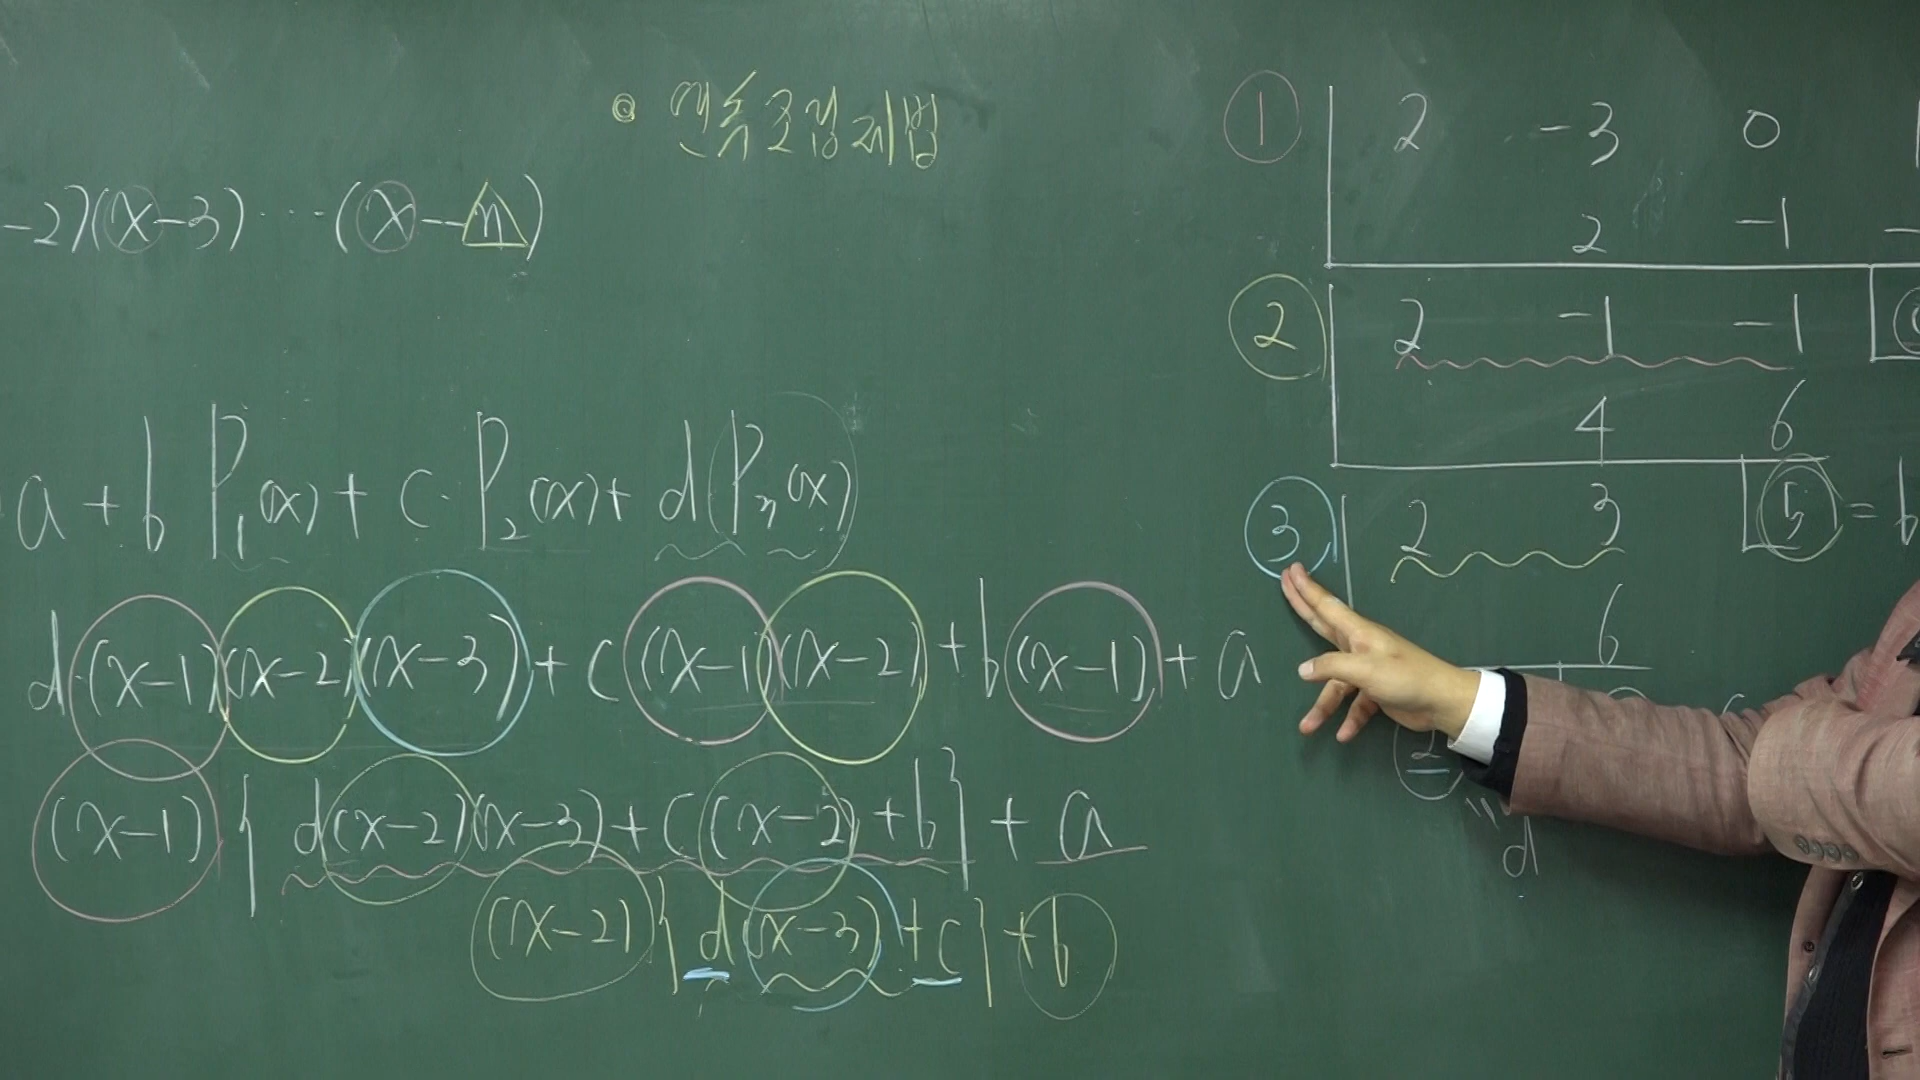 ◎ 연속조립제법
-2)(x-3)⋯(x-n)
a + b P₁(x) + c·P₂(x) + d(P₃(x))
d·(x-1)(x-2)(x-3) + c(x-1)(x-2) + b(x-1) + a
(x-1){d(x-2)(x-3) + c(x-2) + b} + a
(x-2){d(x-3) + c} + b
① 2 -3 0
2 -1
② 2 -1 -1
4 6
③ 2 3 5 = b
6
2
"
d